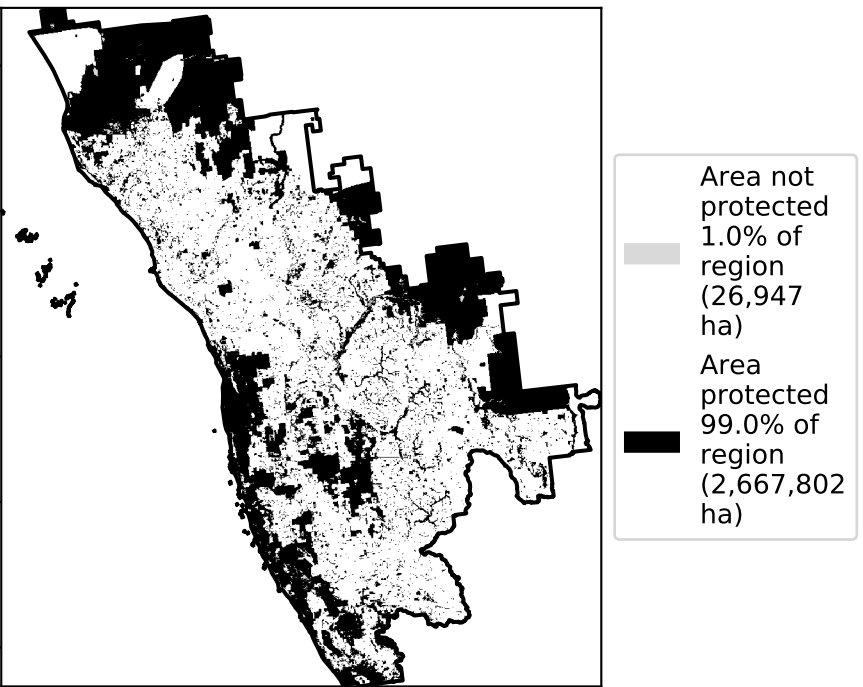 Area not
protected
1.0% of
region
(26,947
ha)
Area
protected
99.0% of
region
(2,667,802
ha)